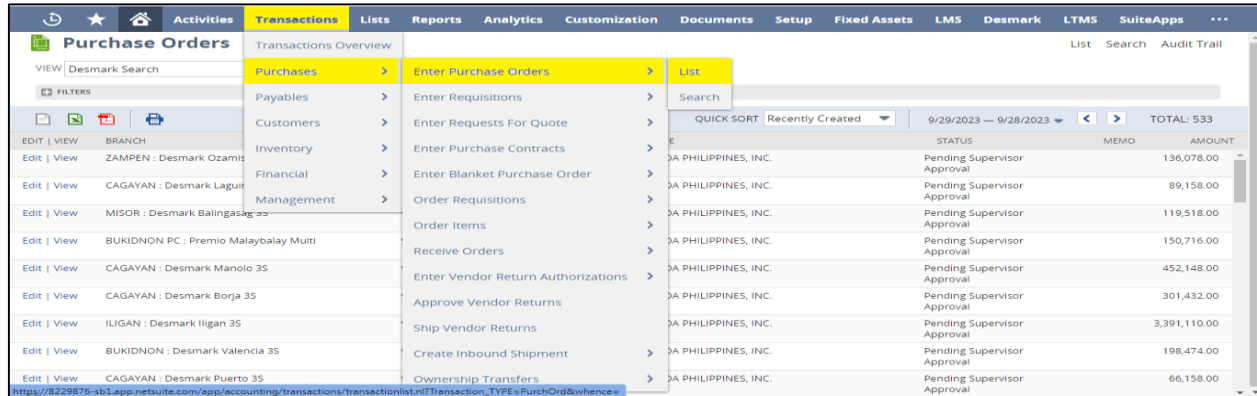 Activities Transactions Lists Reports Analytics Customization Documents Setup Fixed Assets LMS Desmark LTMS SuiteApps ...
Purchase Orders Transactions Overview List Search Audit Trail
VIEW Desmark Search Purchases > Enter Purchase Orders > List
FILTERS Payables > Enter Requisitions > Search
Customers > Enter Requests For Quote > QUICK SORT Recently Created 9/29/2023 — 9/28/2023 < > TOTAL: 533
EDIT | VIEW BRANCH Inventory > Enter Purchase Contracts > E STATUS MEMO AMOUNT
Edit | View ZAMPEN : Desmark Ozamis Financial > Enter Blanket Purchase Order > DA PHILIPPINES, INC. Pending Supervisor Approval 136,078.00
Edit | View CAGAYAN : Desmark Laguin Management > Order Requisitions > DA PHILIPPINES, INC. Pending Supervisor Approval 89,158.00
Edit | View MISOR : Desmark Balingasag 3S Order Items > DA PHILIPPINES, INC. Pending Supervisor Approval 119,518.00
Edit | View BUKIDNON PC : Premio Malaybalay Multi Receive Orders > DA PHILIPPINES, INC. Pending Supervisor Approval 150,716.00
Edit | View CAGAYAN : Desmark Manolo 3S Enter Vendor Return Authorizations > DA PHILIPPINES, INC. Pending Supervisor Approval 452,148.00
Edit | View CAGAYAN : Desmark Borja 3S Approve Vendor Returns DA PHILIPPINES, INC. Pending Supervisor Approval 301,432.00
Edit | View ILIGAN : Desmark Iligan 3S Ship Vendor Returns DA PHILIPPINES, INC. Pending Supervisor Approval 3,391,110.00
Edit | View BUKIDNON : Desmark Valencia 3S Create Inbound Shipment > DA PHILIPPINES, INC. Pending Supervisor Approval 198,474.00
Edit | View CAGAYAN : Desmark Puerto 3S Ownership Transfers > DA PHILIPPINES, INC. Pending Supervisor Approval 66,158.00
https://8229876-sb1.app.netsuite.com/app/accounting/transactions/transactionlist.nl?Transaction_TYPE=PurchOrd&whence=